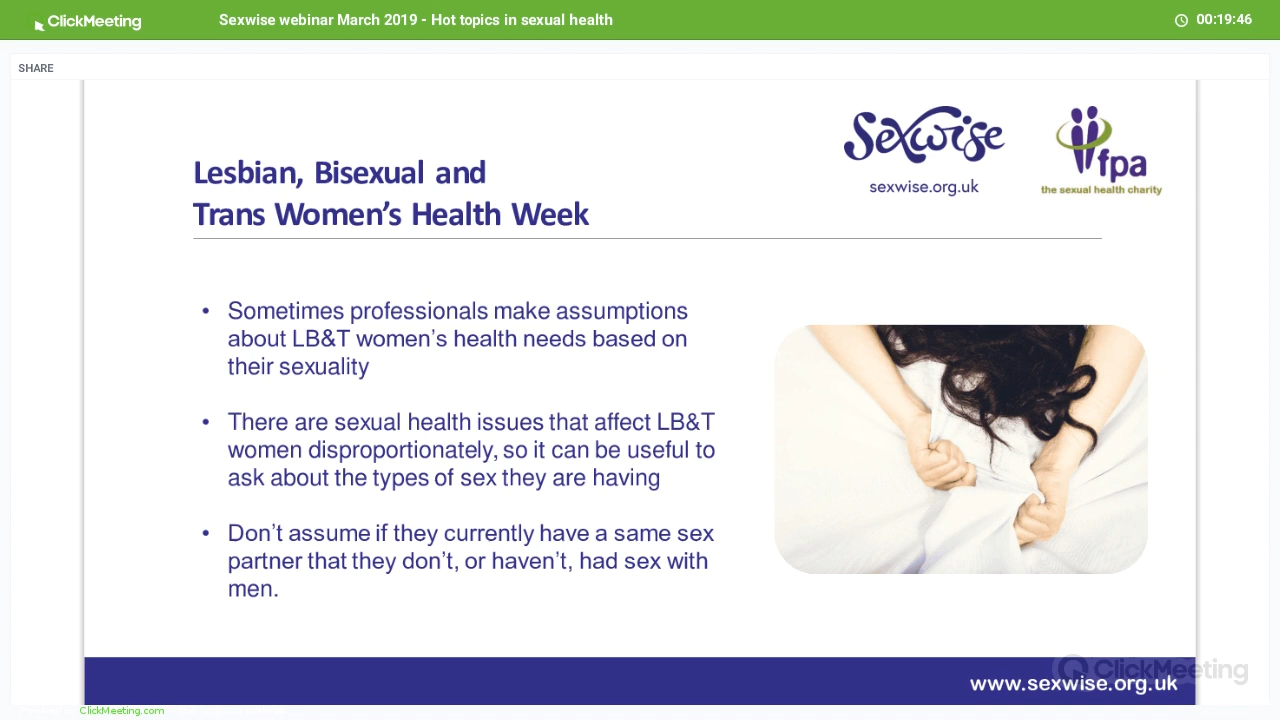 ClickMeeting
Sexwise webinar March 2019 - Hot topics in sexual health
00:19:46
SHARE
Sexwise
sexwise.org.uk
fpa
the sexual health charity
Lesbian, Bisexual and
Trans Women’s Health Week
• Sometimes professionals make assumptions
about LB&T women’s health needs based on
their sexuality
• There are sexual health issues that affect LB&T
women disproportionately, so it can be useful to
ask about the types of sex they are having
• Don’t assume if they currently have a same sex
partner that they don’t, or haven’t, had sex with
men.
ClickMeeting
www.sexwise.org.uk
ClickMeeting.com